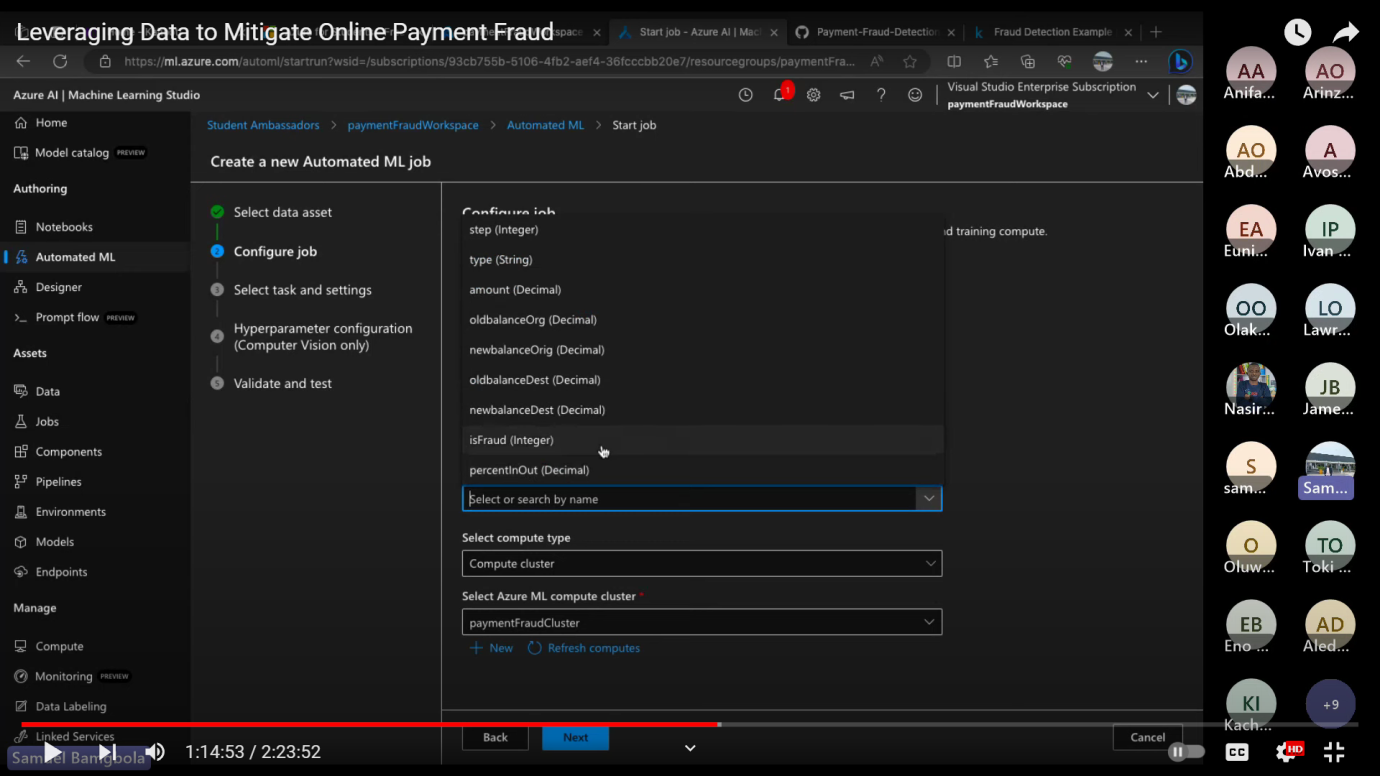 Leveraging Data to Mitigate Online Payment Fraud
Start job - Azure AI | Mac
Payment-Fraud-Detection
Fraud Detection Example
https://ml.azure.com/automl/startrun?wsid=/subscriptions/93cb755b-5106-4fb2-aef4-36fcccbb20e7/resourcegroups/paymentFra...
Azure AI | Machine Learning Studio
1
Visual Studio Enterprise Subscription
paymentFraudWorkspace
Home
Model catalog PREVIEW
Authoring
Notebooks
Automated ML
Designer
Prompt flow PREVIEW
Assets
Data
Jobs
Components
Pipelines
Environments
Models
Endpoints
Manage
Compute
Monitoring PREVIEW
Data Labeling
Linked Services
Student Ambassadors > paymentFraudWorkspace > Automated ML > Start job
Create a new Automated ML job
Select data asset
2 Configure job
3 Select task and settings
4 Hyperparameter configuration
(Computer Vision only)
5 Validate and test
Configure job
nd training compute.
step (Integer)
type (String)
amount (Decimal)
oldbalanceOrg (Decimal)
newbalanceOrig (Decimal)
oldbalanceDest (Decimal)
newbalanceDest (Decimal)
isFraud (Integer)
percentInOut (Decimal)
Select or search by name
Select compute type
Compute cluster
Select Azure ML compute cluster *
paymentFraudCluster
New
Refresh computes
Back
Next
Cancel
AA
Anifa...
AO
Arinz...
AO
Abd...
A
Avos...
EA
Euni...
IP
Ivan ...
OO
Olak...
LO
Lawr...
Nasir...
JB
Jame...
S
sam...
Sam...
O
Oluw...
TO
Toki ...
EB
Eno ...
AD
Aled...
KI
Kach...
+9
Samuel Bamgbola
1:14:53 / 2:23:52
CC
HD